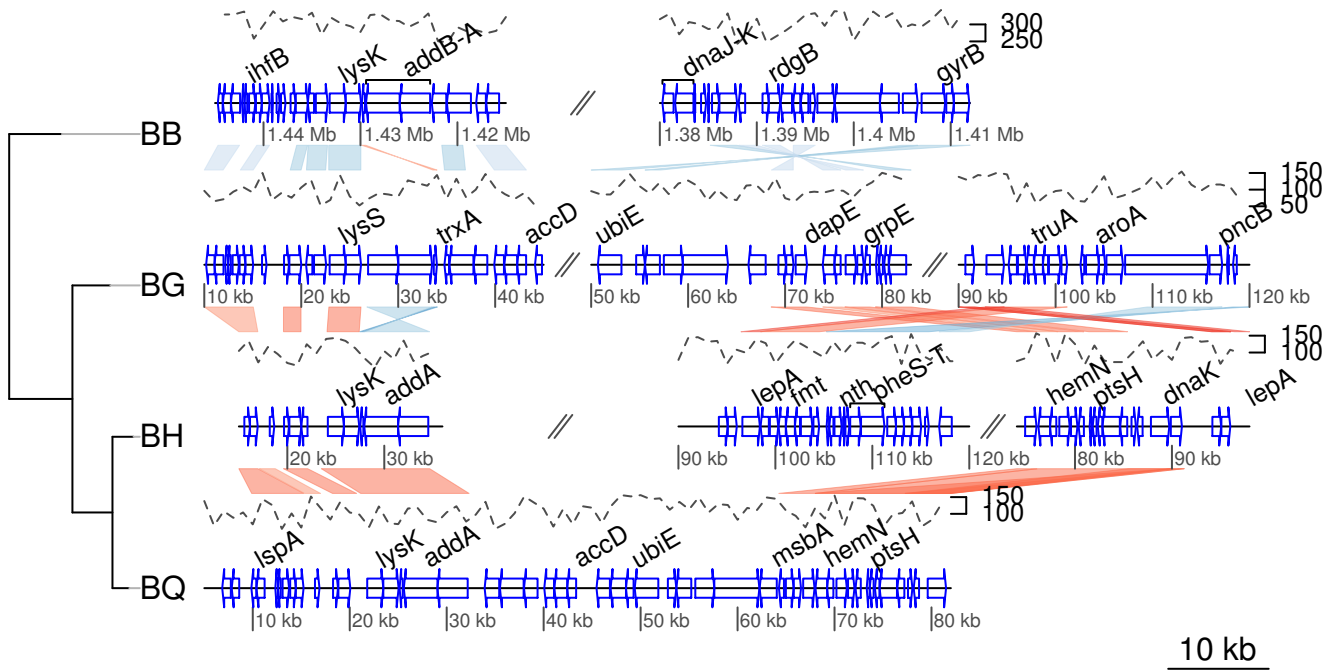 300
250
ihfB lysK addB-A dnaJ-K rdgB gyrB
BB
1.44 Mb 1.43 Mb 1.42 Mb 1.38 Mb 1.39 Mb 1.4 Mb 1.41 Mb
150
100
50
lysS trxA accD ubiE dapE grpE truA aroA pncB
BG
10 kb 20 kb 30 kb 40 kb 50 kb 60 kb 70 kb 80 kb 90 kb 100 kb 110 kb 120 kb
150
100
lysK addA lepA fmt nth pheS-T hemN ptsH dnaK lepA
BH
20 kb 30 kb 90 kb 100 kb 110 kb 120 kb 80 kb 90 kb
150
100
lspA lysK addA accD ubiE msbA hemN ptsH
BQ
10 kb 20 kb 30 kb 40 kb 50 kb 60 kb 70 kb 80 kb
10 kb